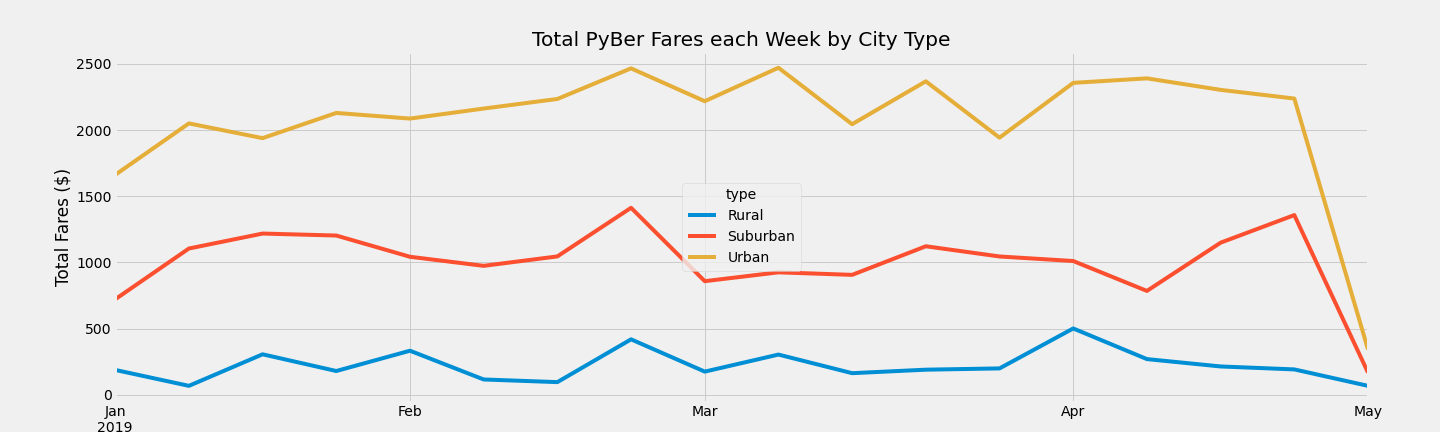 Total PyBer Fares each Week by City Type
Total Fares ($)
2500
2000
1500
1000
500
0
type
Rural
Suburban
Urban
Jan Feb Mar Apr May
2019